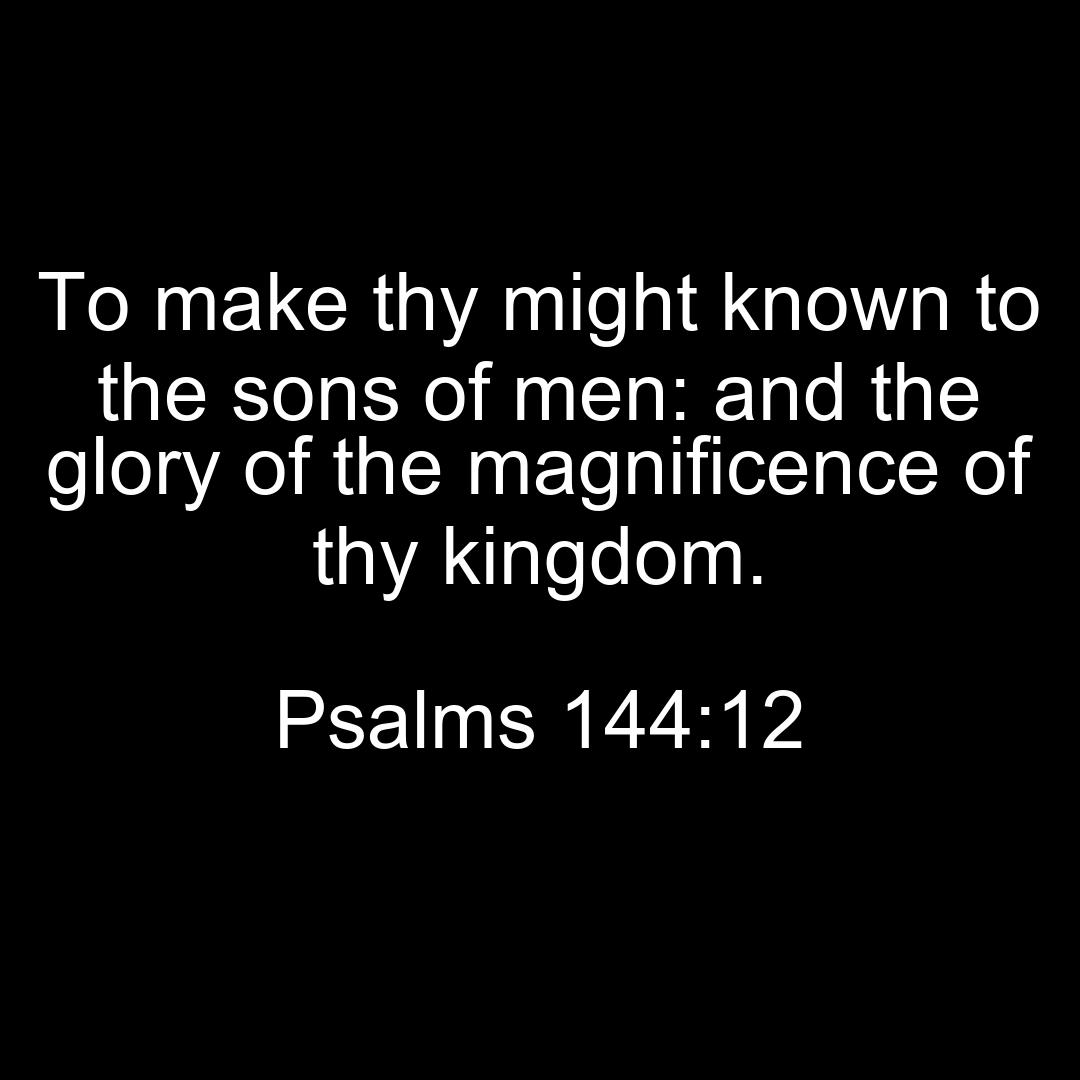 To make thy might known to
the sons of men: and the
glory of the magnificence of
thy kingdom.
Psalms 144:12